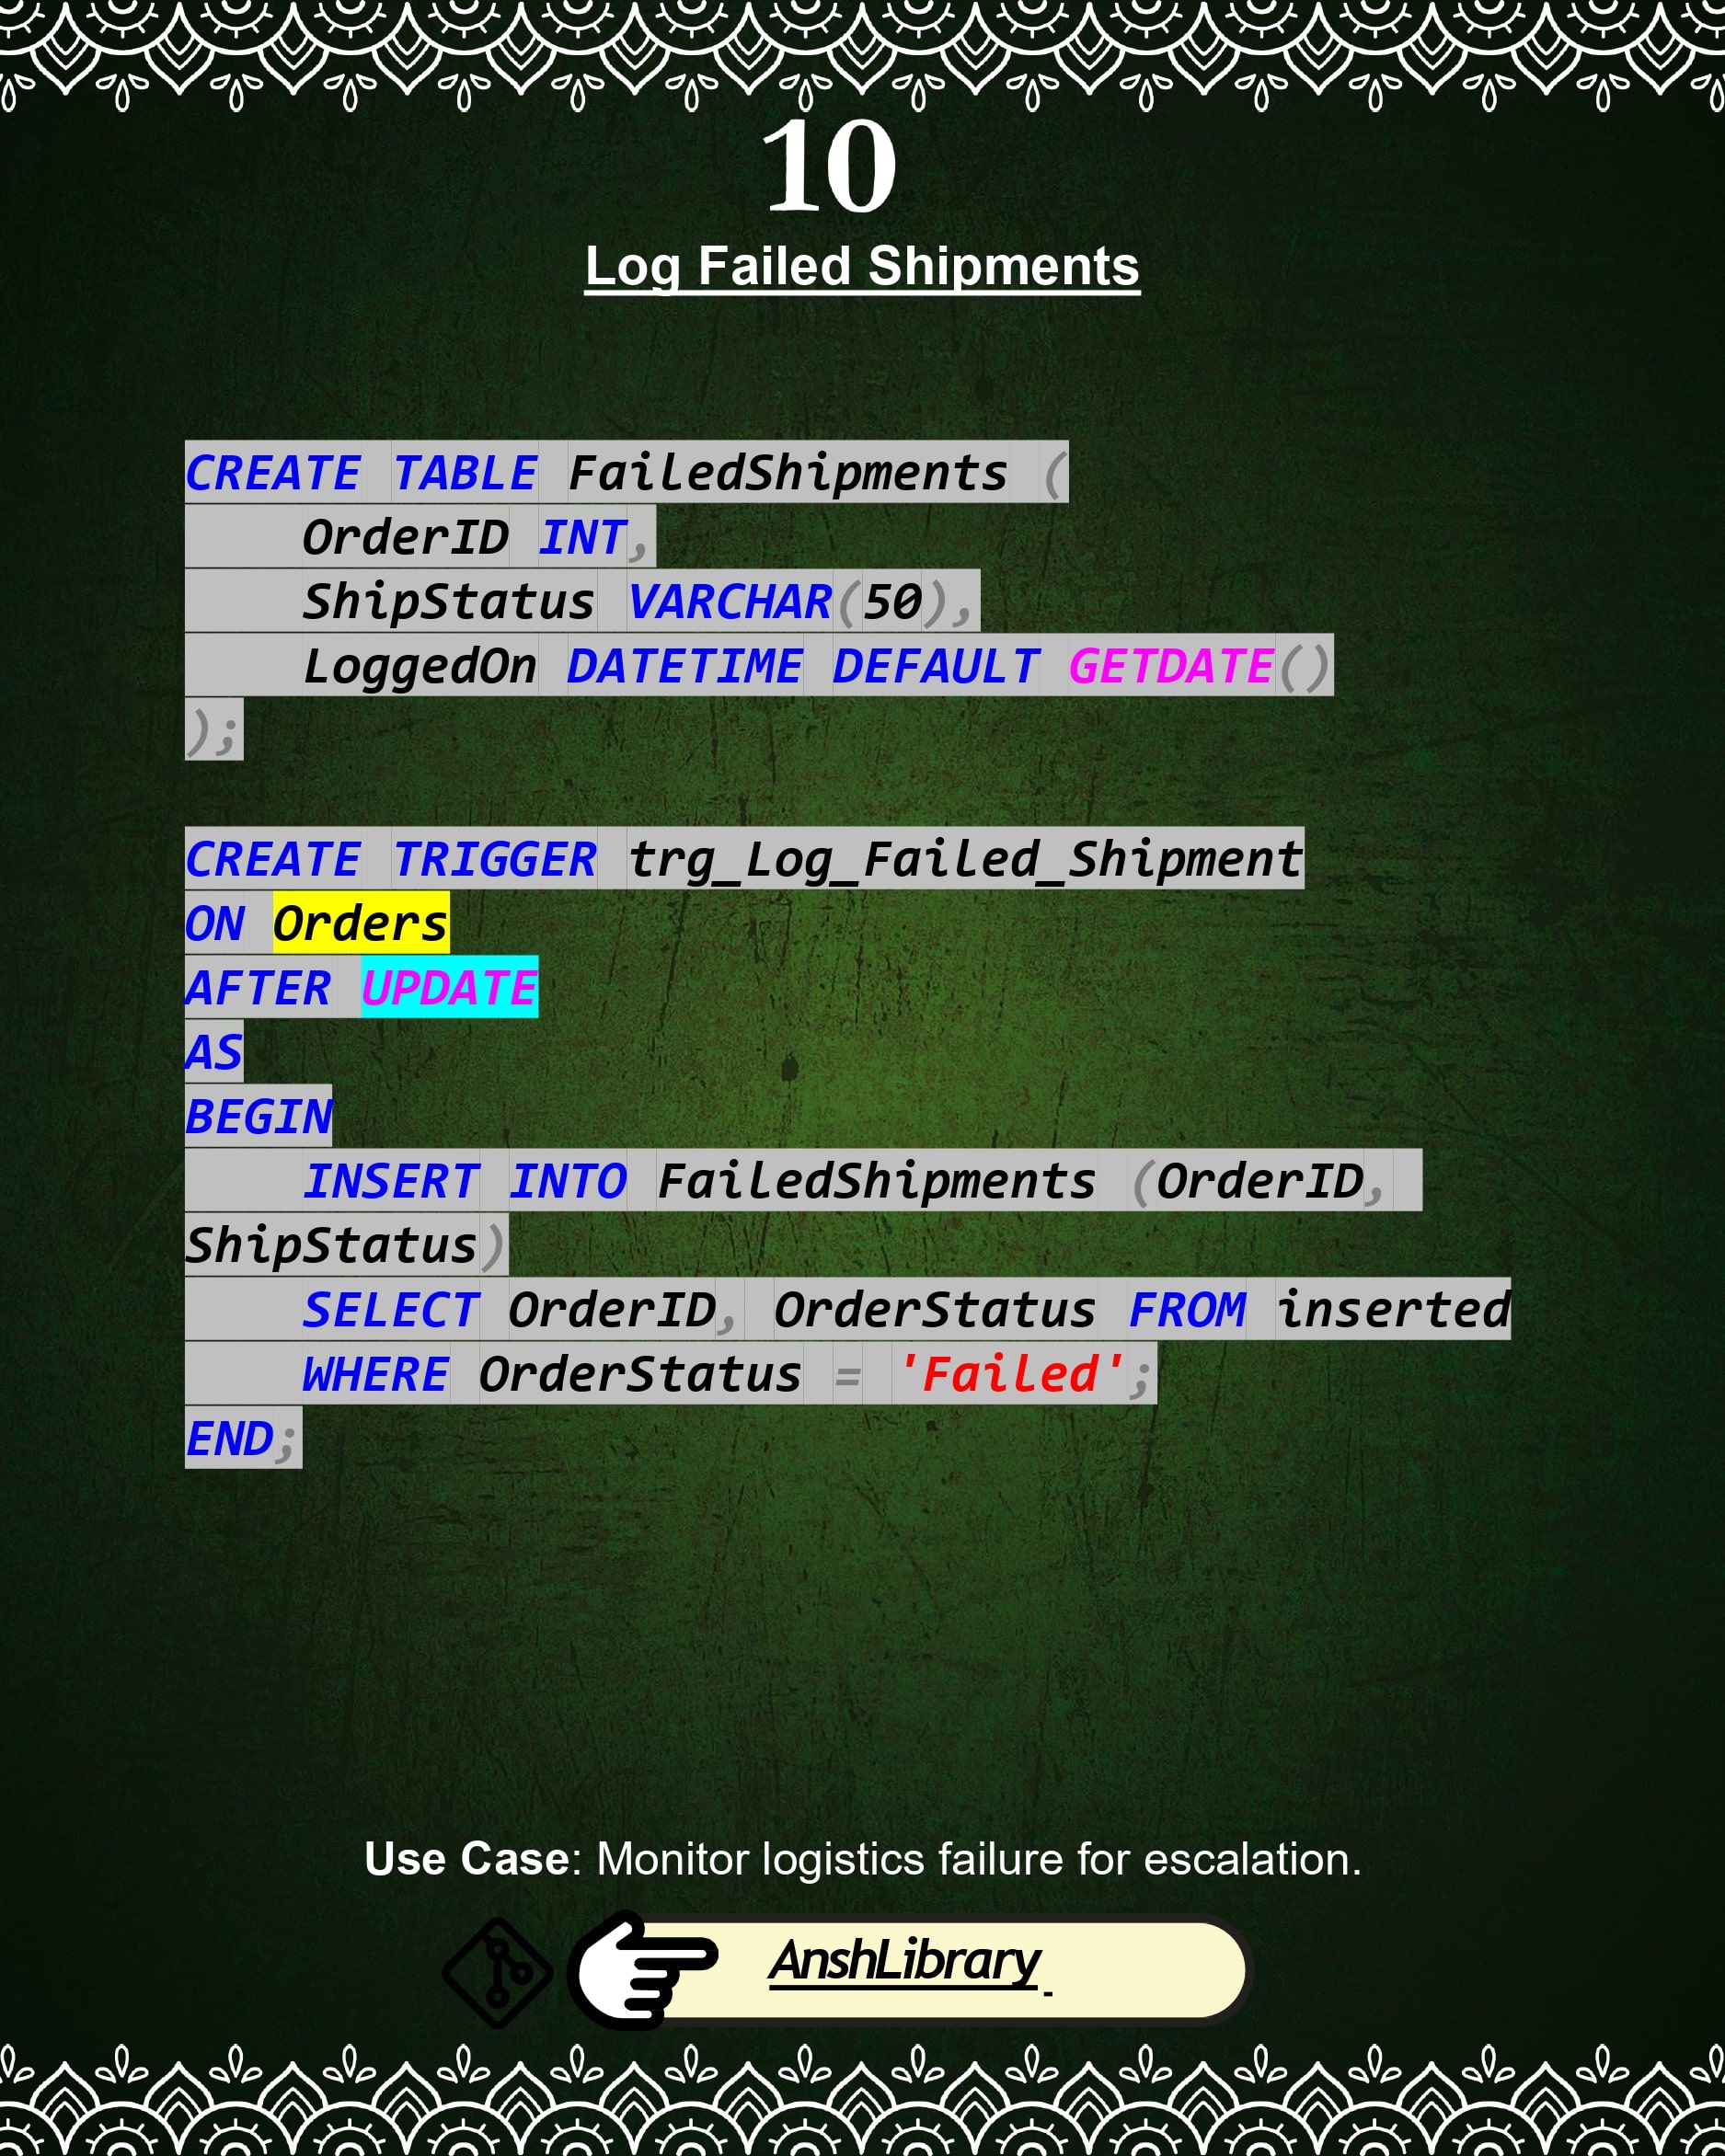 10
Log Failed Shipments
CREATE TABLE FailedShipments (
    OrderID INT,
    ShipStatus VARCHAR(50),
    LoggedOn DATETIME DEFAULT GETDATE()
);
CREATE TRIGGER trg_Log_Failed_Shipment
ON Orders
AFTER UPDATE
AS
BEGIN
    INSERT INTO FailedShipments (OrderID,
ShipStatus)
    SELECT OrderID, OrderStatus FROM inserted
    WHERE OrderStatus = 'Failed';
END;
Use Case: Monitor logistics failure for escalation.
AnshLibrary